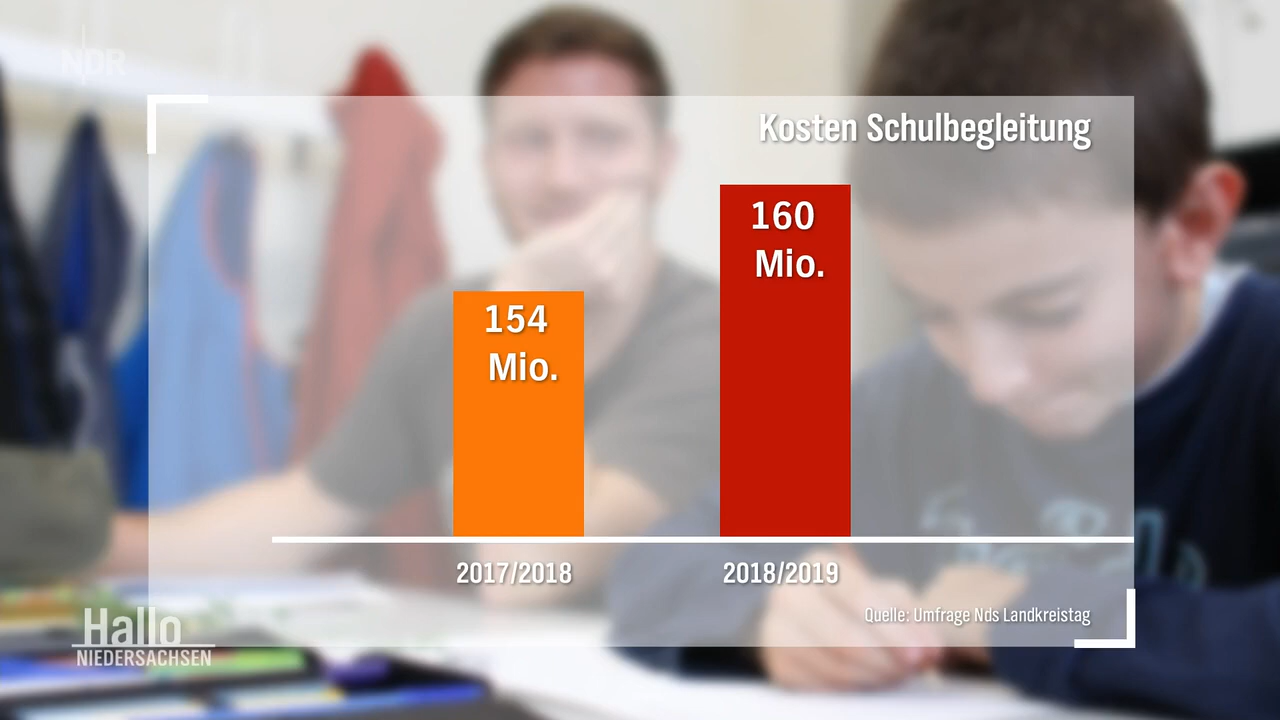 NDR
Kosten Schulbegleitung
160
Mio.
154
Mio.
2017/2018
2018/2019
Quelle: Umfrage Nds Landkreistag
Hallo
NIEDERSACHSEN